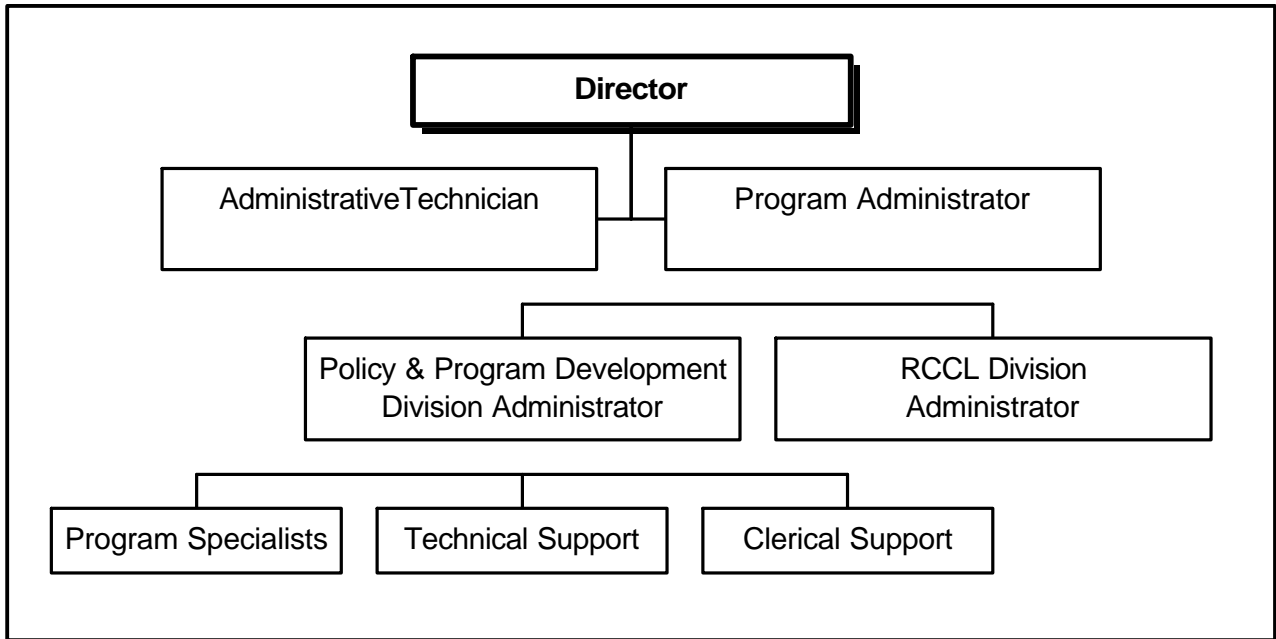 Director
AdministrativeTechnician
Program Administrator
Policy & Program Development
Division Administrator
RCCL Division
Administrator
Program Specialists
Technical Support
Clerical Support